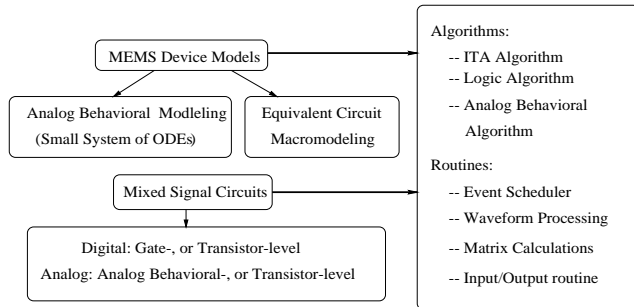 MEMS Device Models
Analog Behavioral Modleling
(Small System of ODEs)
Equivalent Circuit
Macromodeling
Mixed Signal Circuits
Digital: Gate-, or Transistor-level
Analog: Analog Behavioral-, or Transistor-level
Algorithms:
-- ITA Algorithm
-- Logic Algorithm
-- Analog Behavioral
Algorithm
Routines:
-- Event Scheduler
-- Waveform Processing
-- Matrix Calculations
-- Input/Output routine